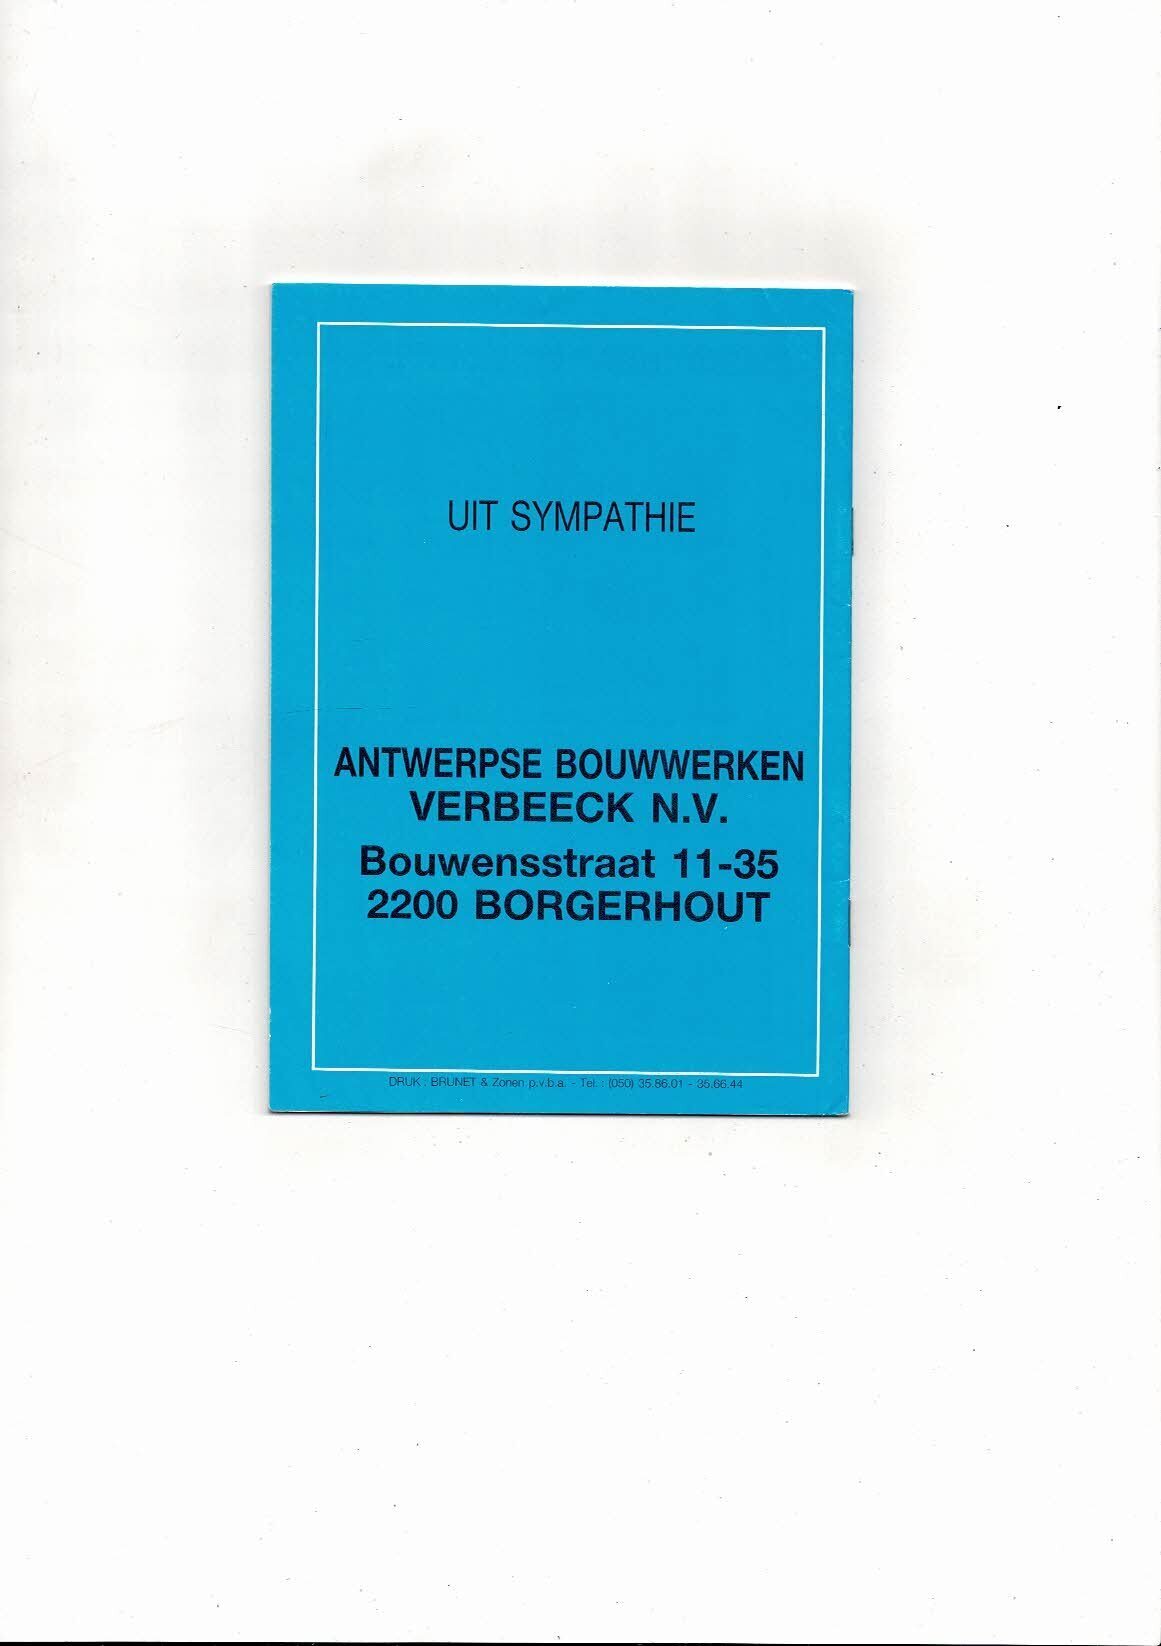 UIT SYMPATHIE
ANTWERPSE BOUWWERKEN
VERBEECK N.V.
Bouwensstraat 11-35
2200 BORGERHOUT
DRUK : BRUNET & Zonen p.v.b.a. - Tel. : (050) 35.86.01 - 35.66.44